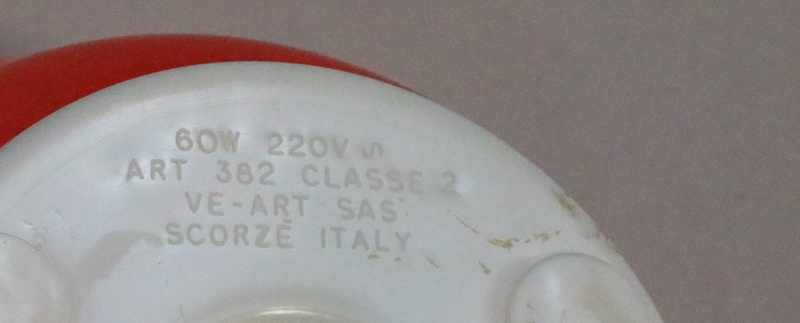 60W 220V S
ART 382 CLASSE 2
VE-ART SAS
SCORZÈ ITALY